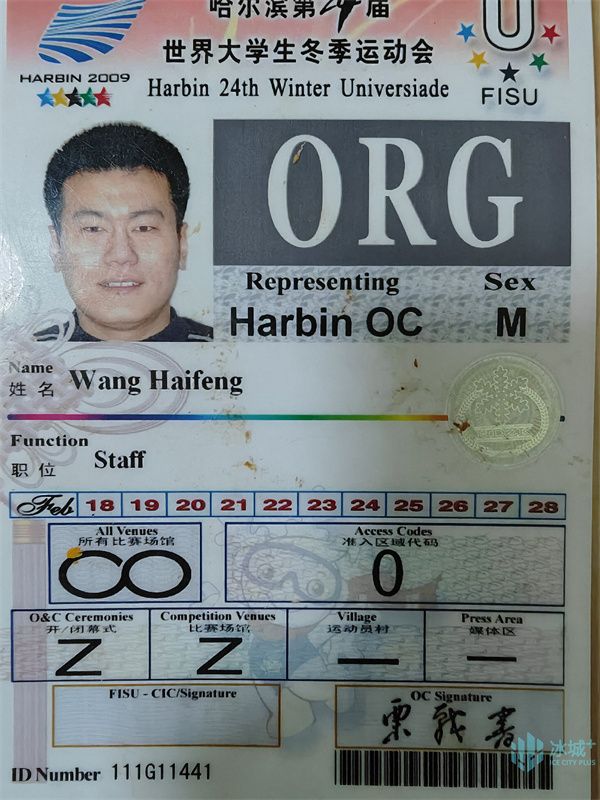 哈尔滨第24届
世界大学生冬季运动会
Harbin 24th Winter Universiade
HARBIN 2009
U
FISU
ORG
Representing Sex
Harbin OC M
Name
姓 名 Wang Haifeng
Function
职 位 Staff
Feb 18 19 20 21 22 23 24 25 26 27 28
All Venues
所有比赛场馆
∞
Access Codes
准入区域代码
0
O&C Ceremonies
开/闭幕式
Z
Competition Venues
比赛场馆
Z
Village
运动员村
—
Press Area
媒体区
—
FISU - CIC/Signature
OC Signature
栗战书
ID Number 111G11441
冰城+
ICE CITY PLUS